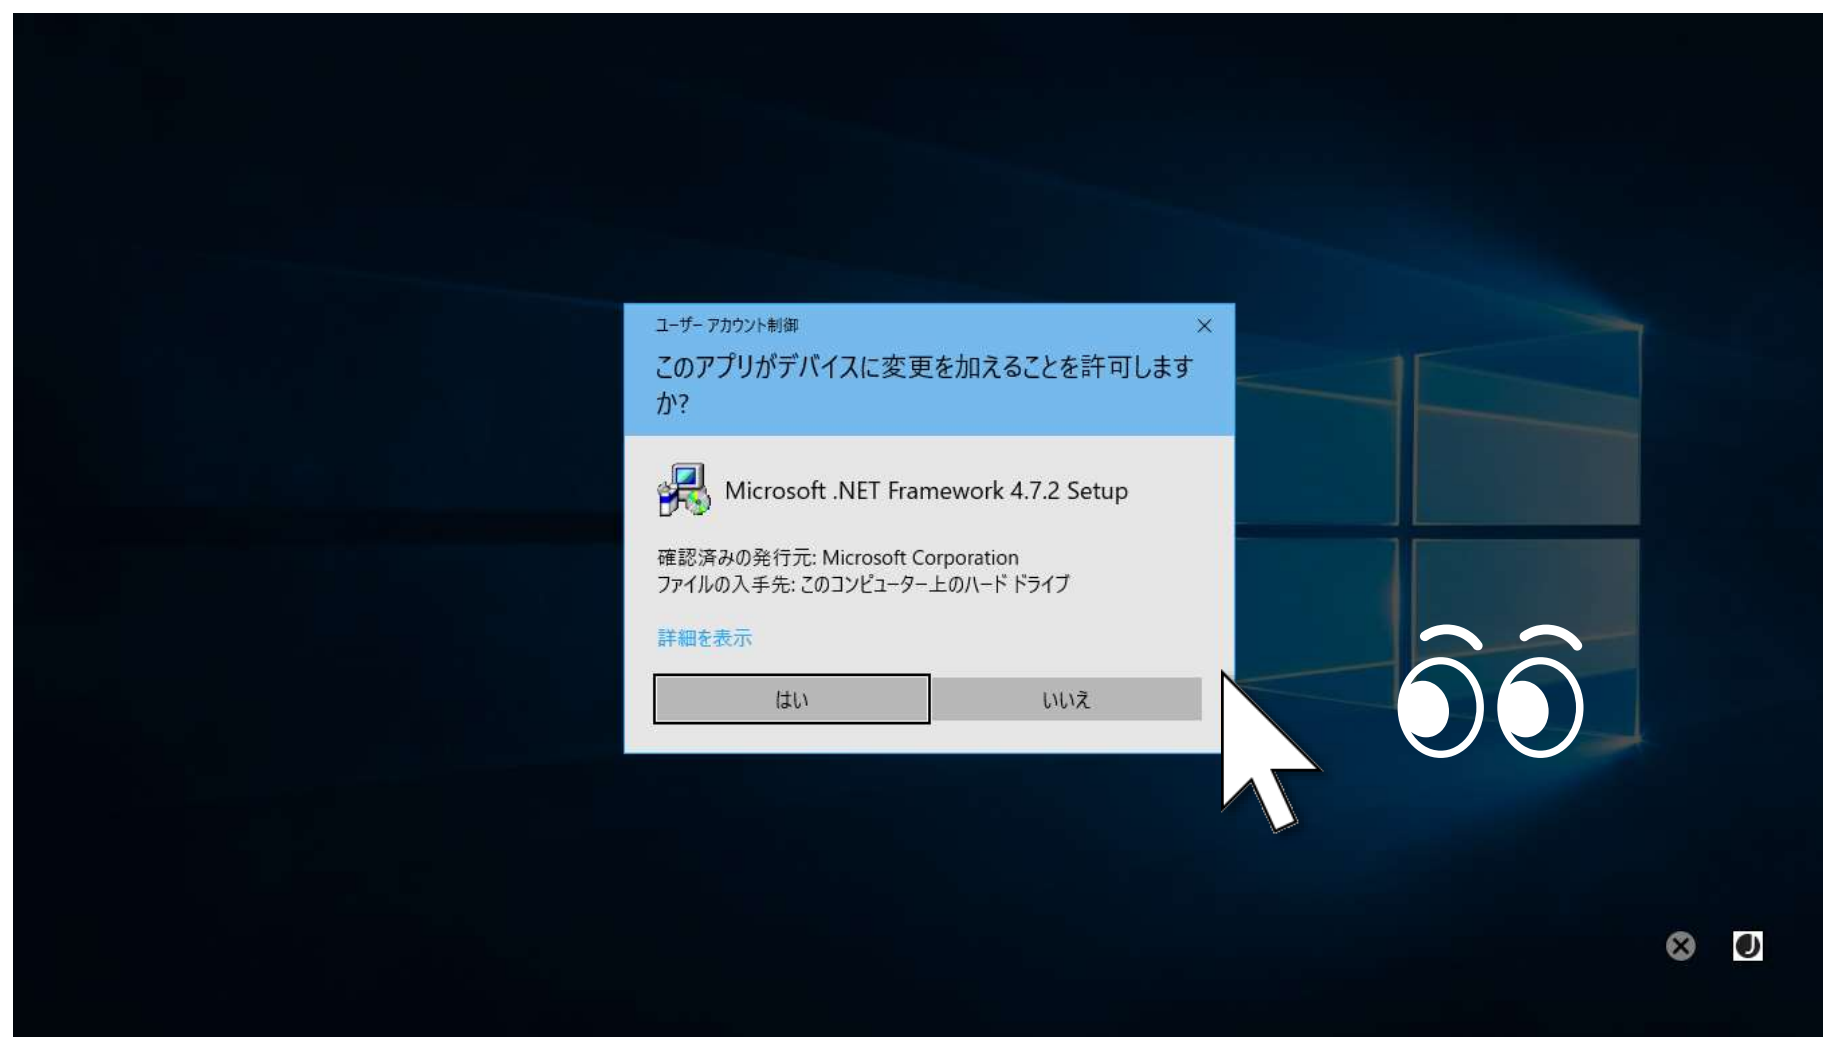 ユーザー アカウント制御
このアプリがデバイスに変更を加えることを許可します
か?
Microsoft .NET Framework 4.7.2 Setup
確認済みの発行元: Microsoft Corporation
ファイルの入手先: このコンピューター上のハード ドライブ
詳細を表示
はい
いいえ
J